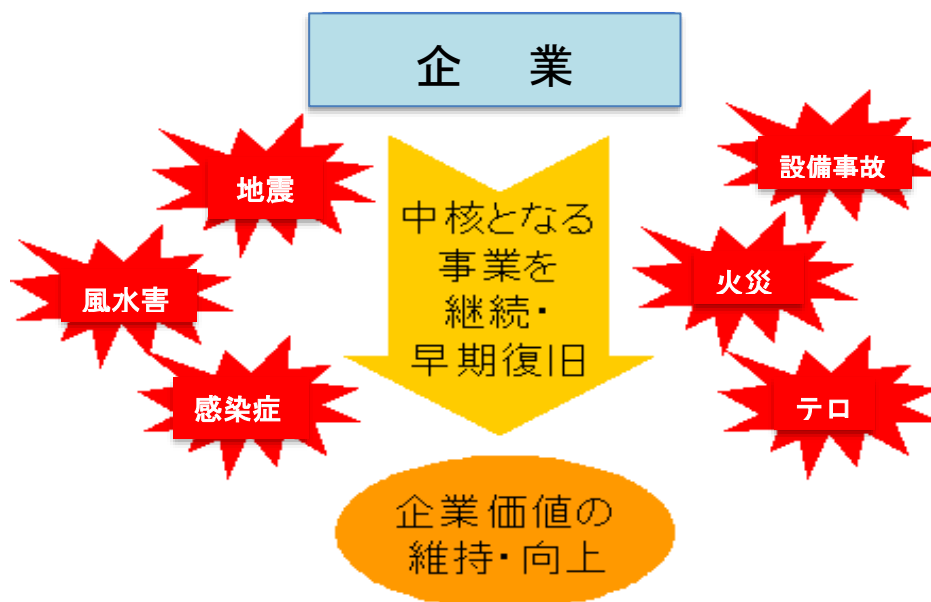 企　業
地震
風水害
感染症
中核となる
事業を
継続・
早期復旧
設備事故
火災
テロ
企業価値の
維持・向上